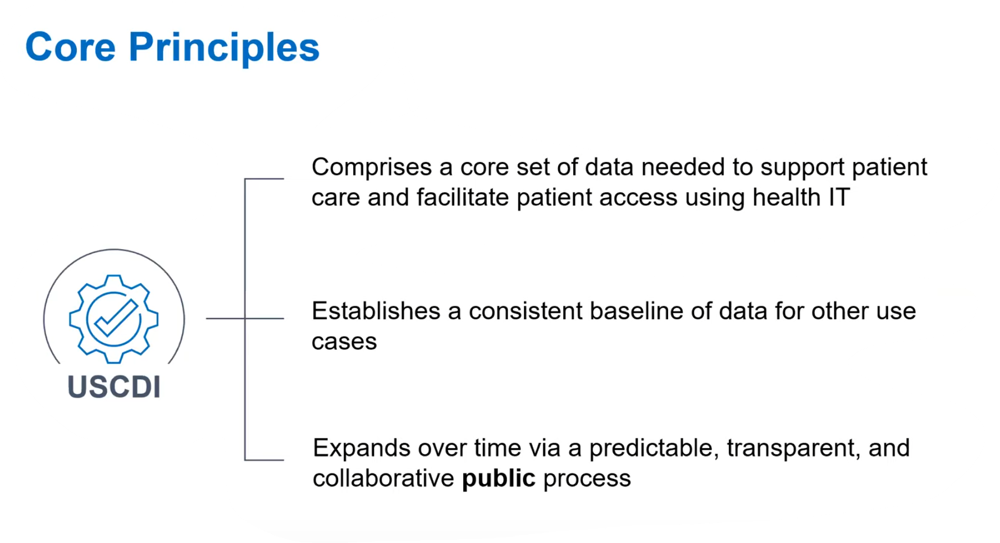 Core Principles
Comprises a core set of data needed to support patient
care and facilitate patient access using health IT
Establishes a consistent baseline of data for other use
cases
USCDI
Expands over time via a predictable, transparent, and
collaborative public process